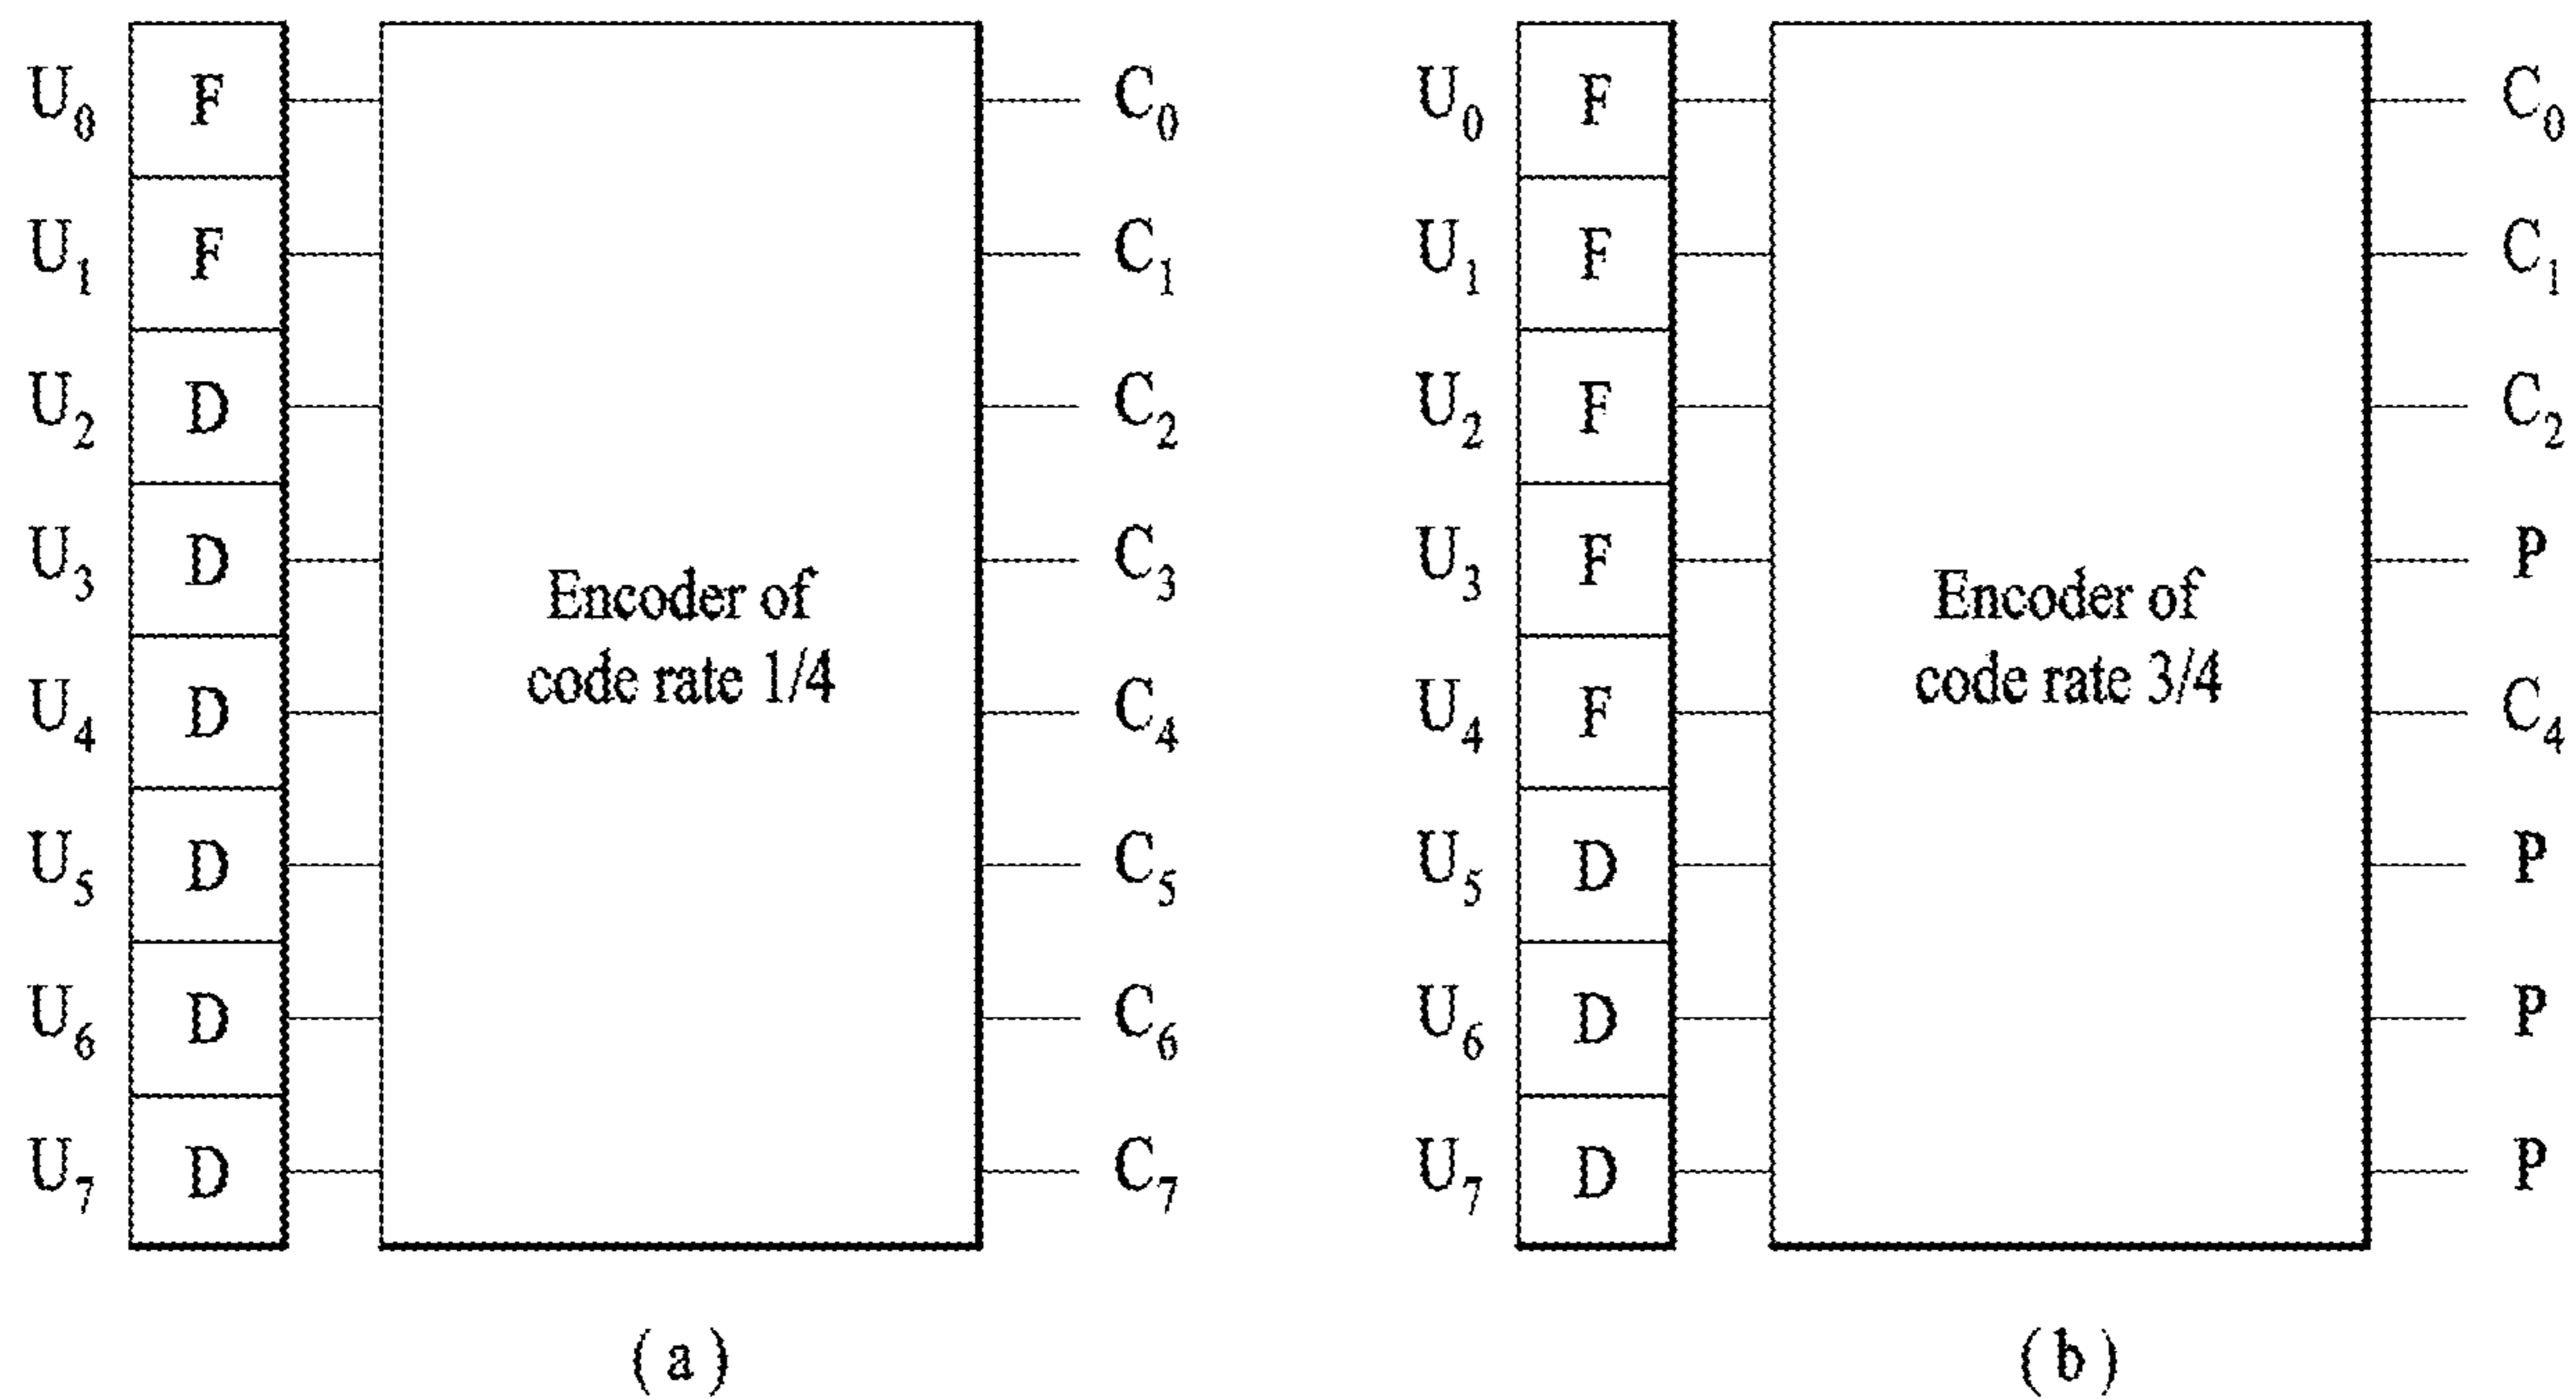 U₀ F C₀ U₀ F C₀
U₁ F C₁ U₁ F C₁
U₂ D C₂ U₂ F C₂
U₃ D C₃ U₃ F P
Encoder of Encoder of
code rate 1/4 code rate 3/4
U₄ D C₄ U₄ F C₄
U₅ D C₅ U₅ D P
U₆ D C₆ U₆ D P
U₇ D C₇ U₇ D P
( a ) ( b )